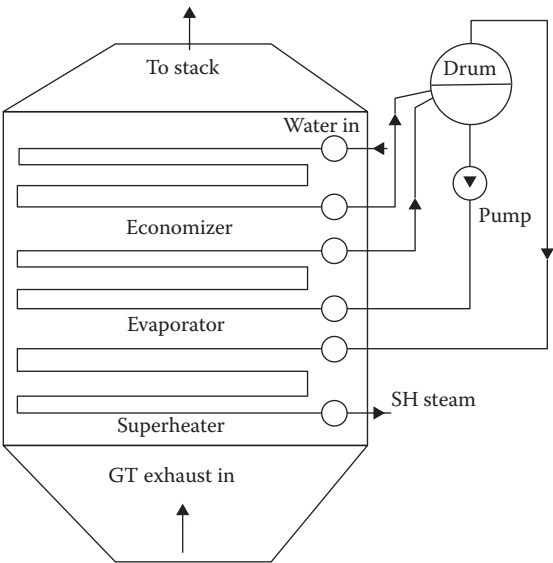 To stack
Drum
Water in
Pump
Economizer
Evaporator
SH steam
Superheater
GT exhaust in